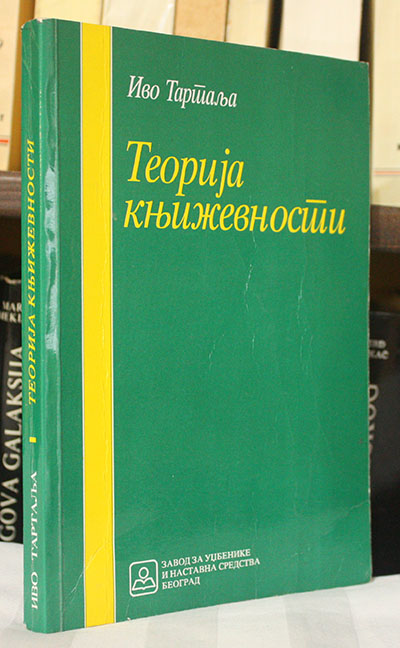 Иво Тартаља
Теорија
књижевности
ЗАВОД ЗА УЏБЕНИКЕ
И НАСТАВНА СРЕДСТВА
БЕОГРАД
ИВО ТАРТАЉА ТЕОРИЈА КЊИЖЕВНОСТИ
GOVA GALAKSIJA